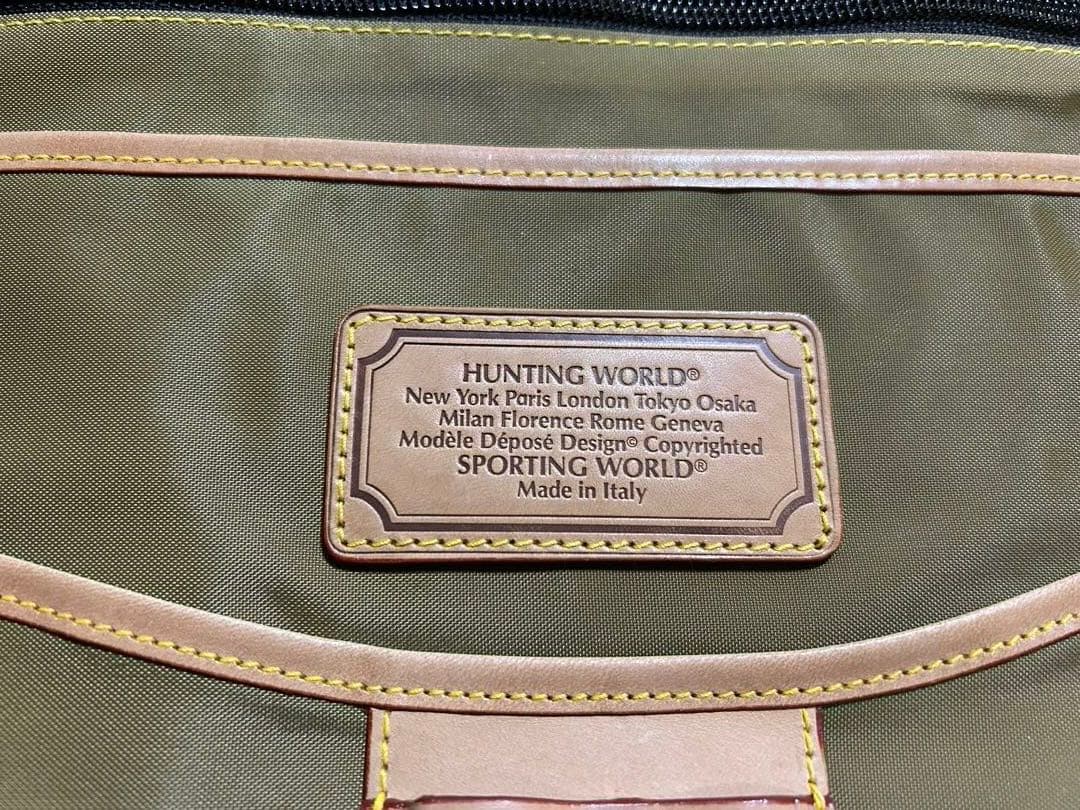 HUNTING WORLD®
New York Paris London Tokyo Osaka
Milan Florence Rome Geneva
Modèle Déposé Design© Copyrighted
SPORTING WORLD®
Made in Italy